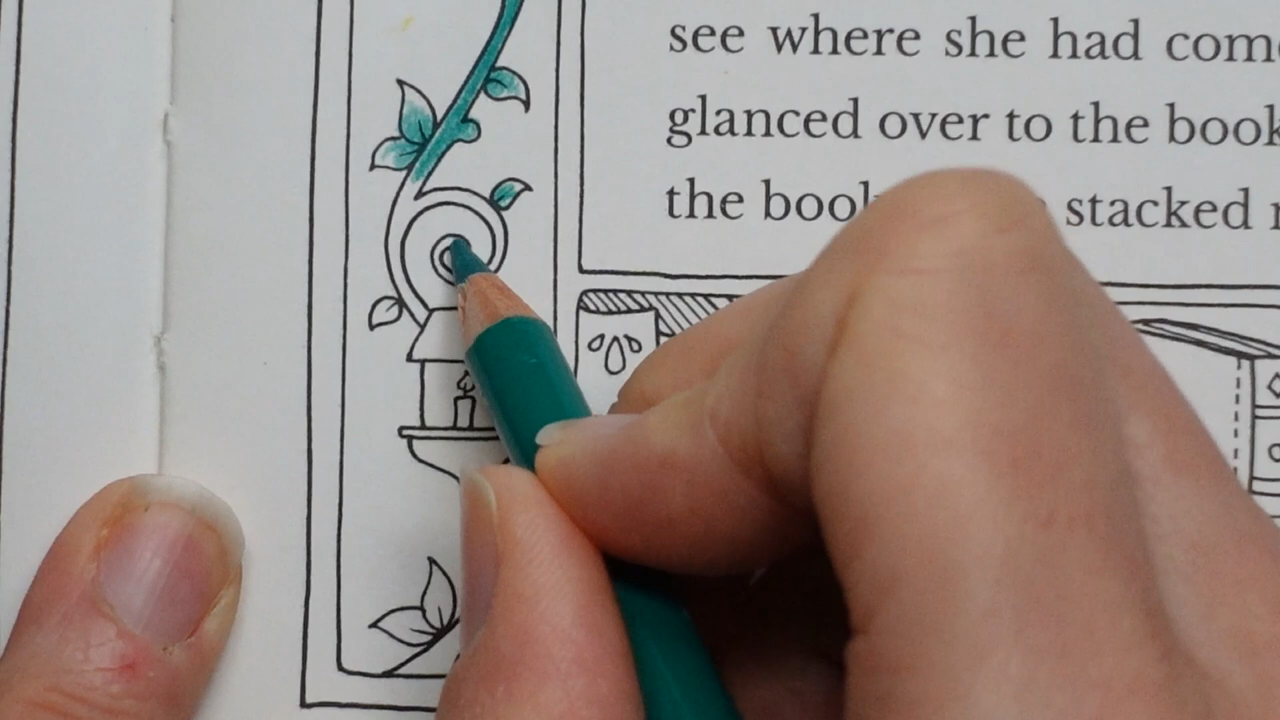 see where she had com
glanced over to the book
the boo stacked